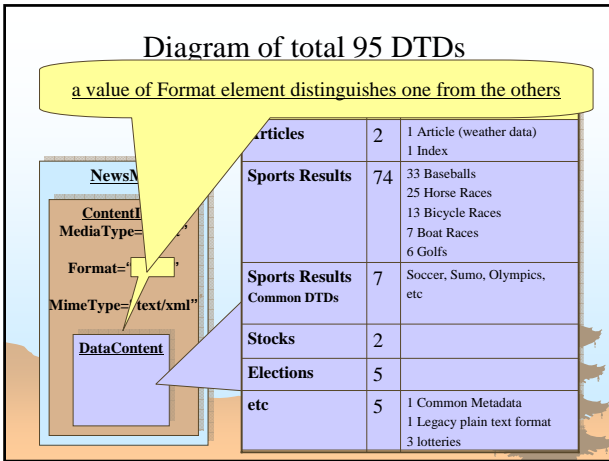 Diagram of total 95 DTDs
a value of Format element distinguishes one from the others
NewsM
ContentI
MediaType=
Format=“ ”
MimeType=“text/xml”
DataContent
Articles 2 1 Article (weather data)
1 Index
Sports Results 74 33 Baseballs
25 Horse Races
13 Bicycle Races
7 Boat Races
6 Golfs
Sports Results 7 Soccer, Sumo, Olympics,
Common DTDs etc
Stocks 2
Elections 5
etc 5 1 Common Metadata
1 Legacy plain text format
3 lotteries